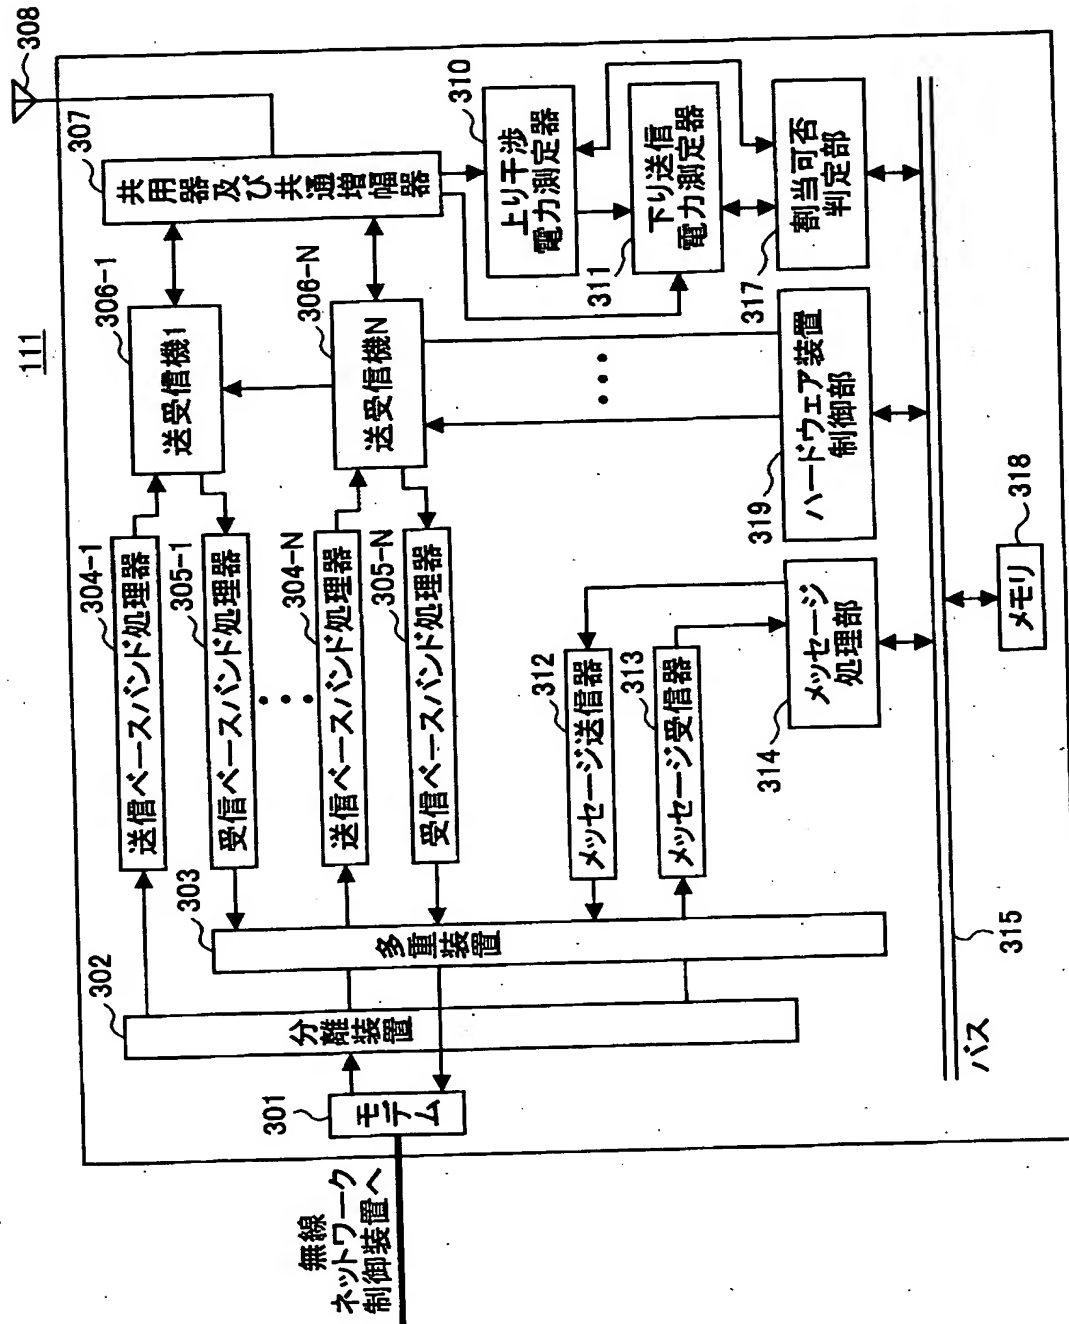 111
無線
ネットワーク
制御装置へ
301
モデム
302
分離装置
303
多重装置
304-1
送信ベースバンド処理器
305-1
受信ベースバンド処理器
304-N
送信ベースバンド処理器
305-N
受信ベースバンド処理器
306-1
送受信機1
306-N
送受信機N
307
共用器及び共通増幅器
308
310
上り干渉
電力測定器
311
下り送信
電力測定器
317
割当可否
判定部
312
メッセージ送信器
313
メッセージ受信器
314
メッセージ
処理部
319
ハードウェア装置
制御部
315
バス
318
メモリ